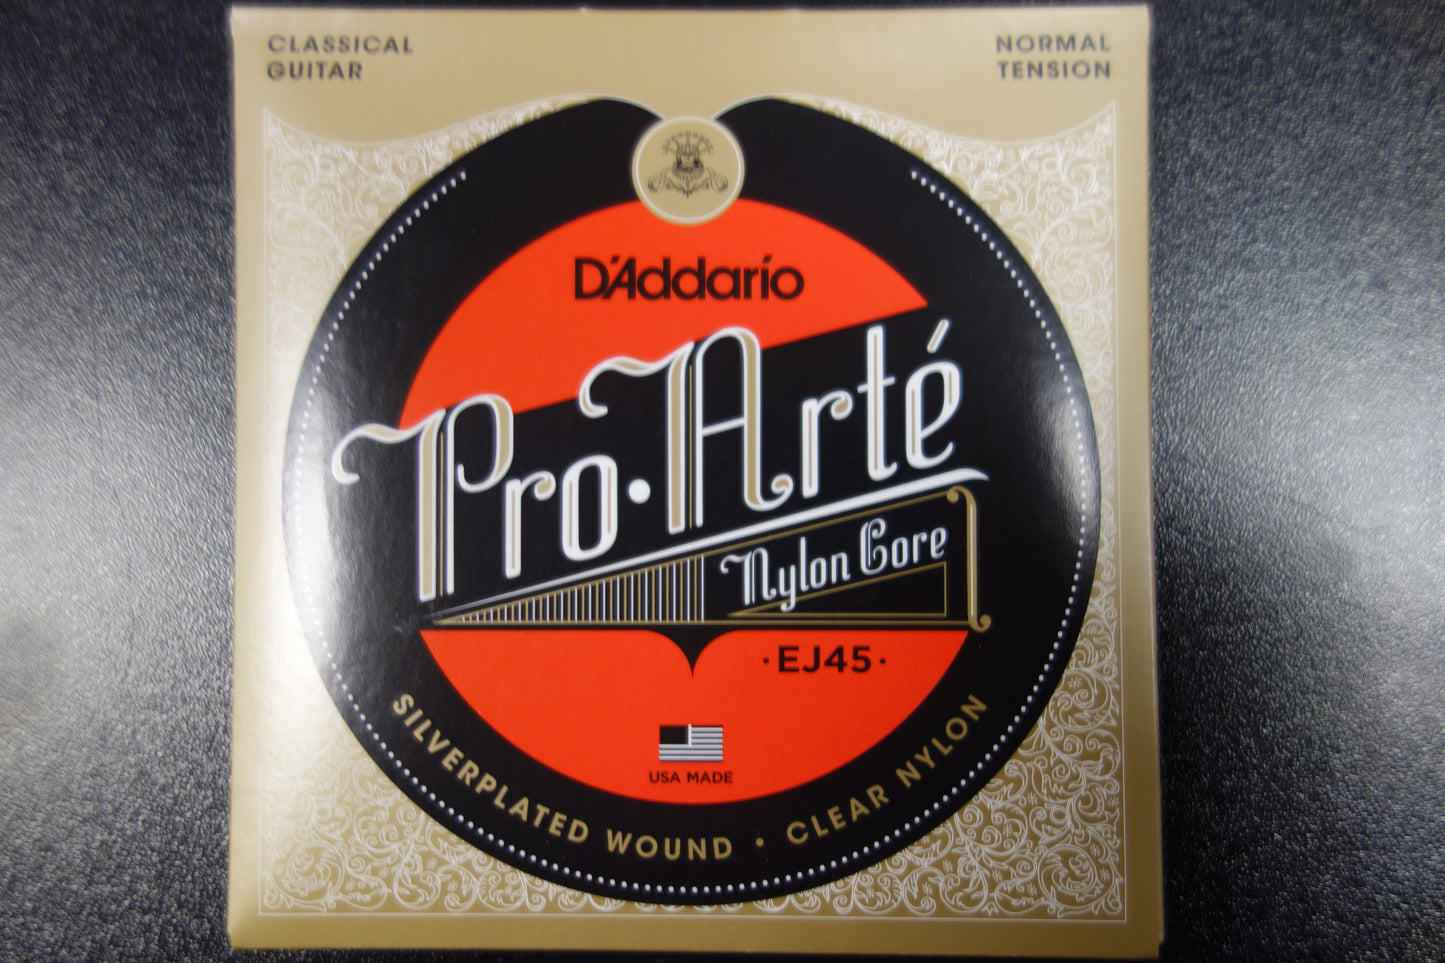 CLASSICAL
GUITAR
NORMAL
TENSION
D'Addario
Pro·Arté
Nylon Core
·EJ45·
USA MADE
SILVERPLATED WOUND · CLEAR NYLON